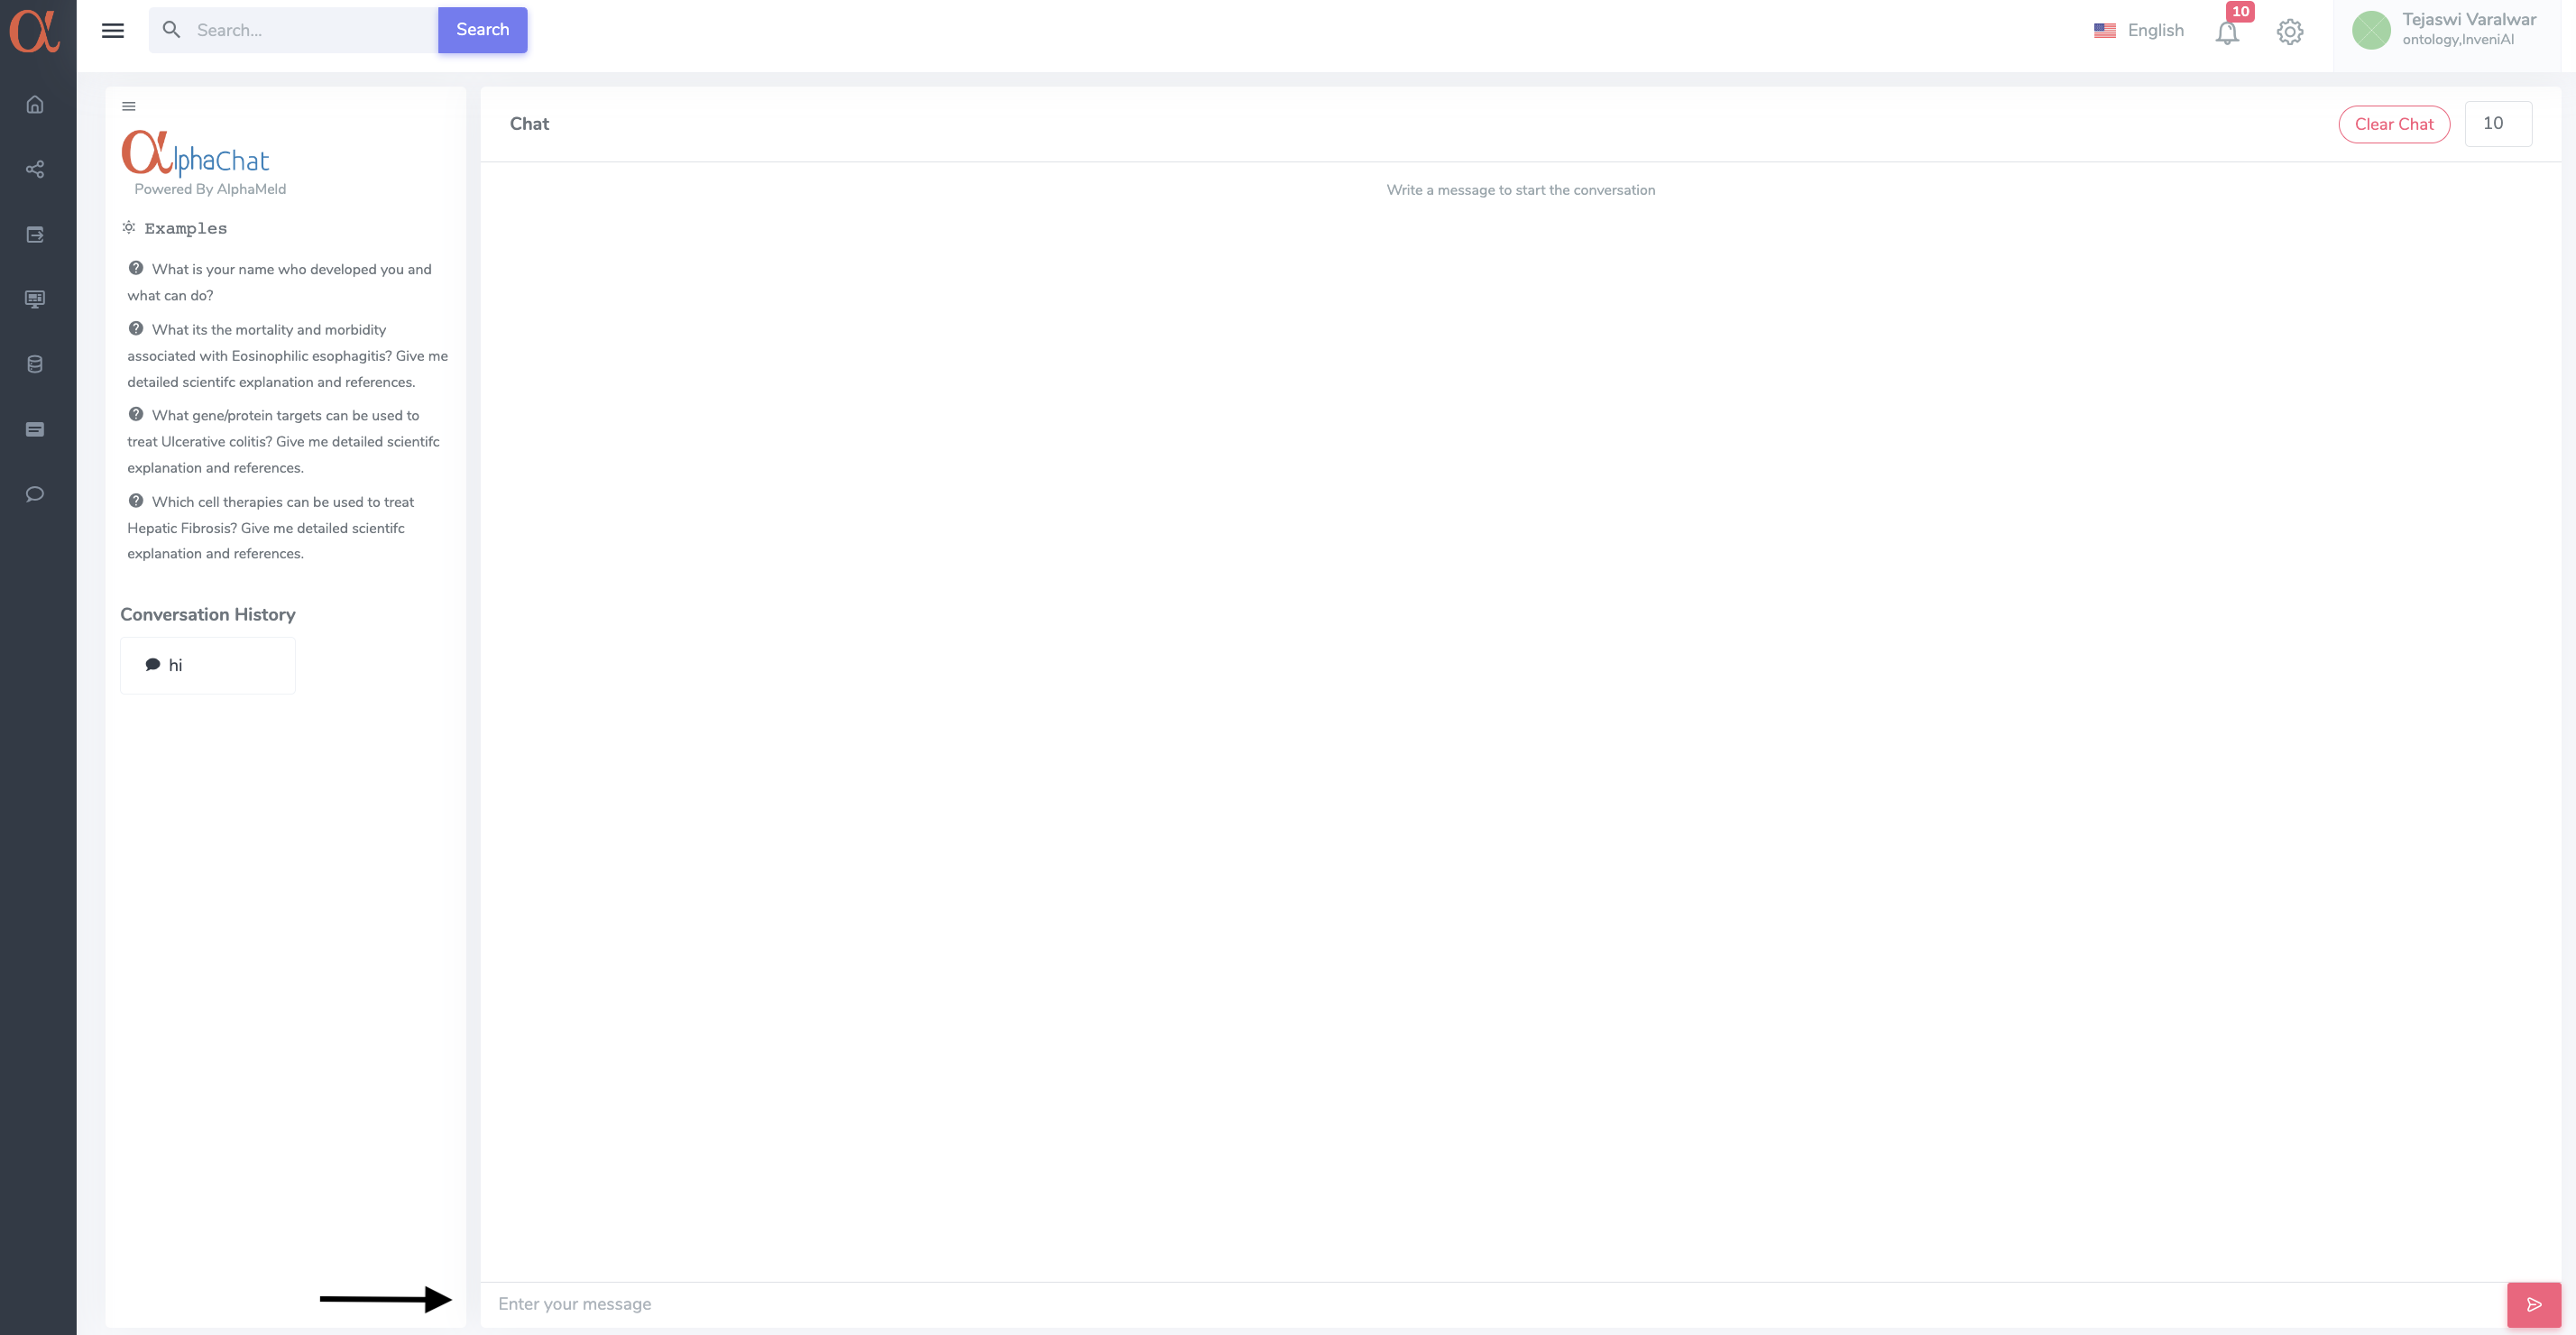 α
Search...
Search
English
10
Tejaswi Varalwar
ontology,InveniAI
αlphaChat
Powered By AlphaMeld
Examples
What is your name who developed you and
what can do?
What its the mortality and morbidity
associated with Eosinophilic esophagitis? Give me
detailed scientifc explanation and references.
What gene/protein targets can be used to
treat Ulcerative colitis? Give me detailed scientifc
explanation and references.
Which cell therapies can be used to treat
Hepatic Fibrosis? Give me detailed scientifc
explanation and references.
Conversation History
hi
Chat
Clear Chat
10
Write a message to start the conversation
Enter your message